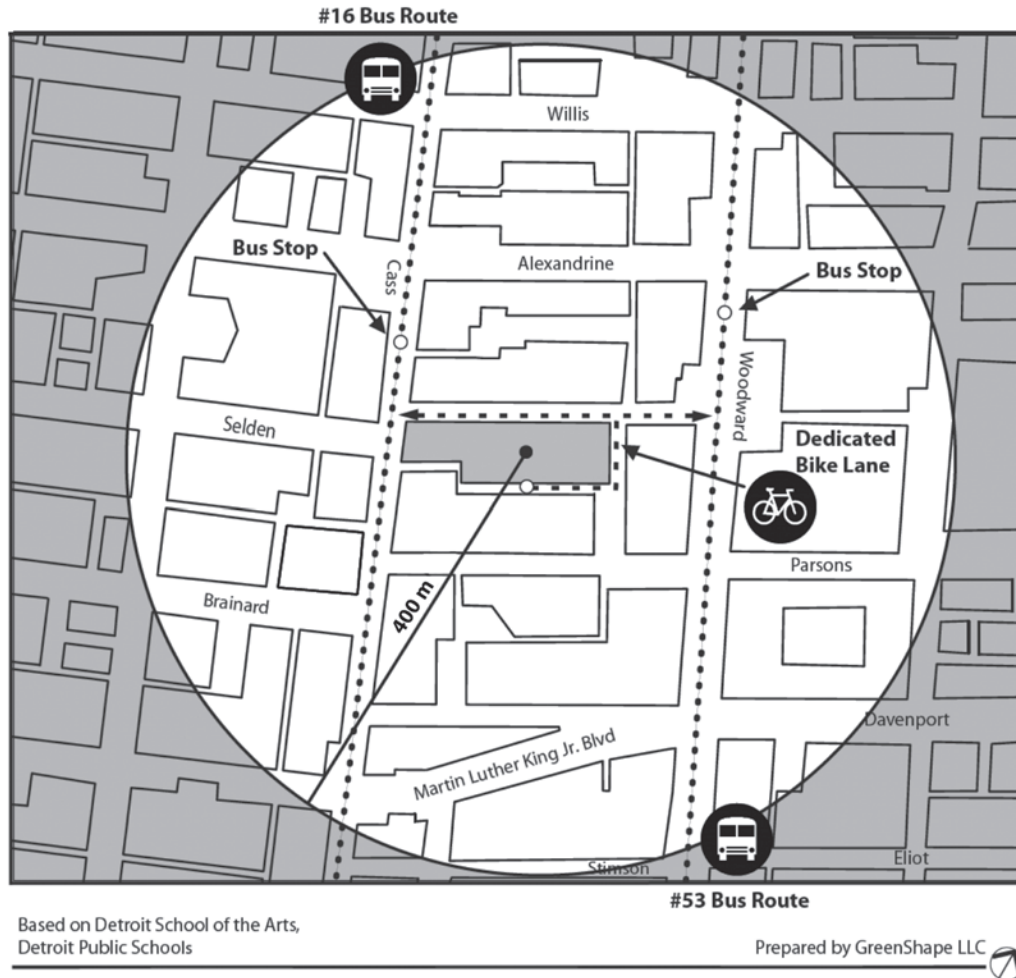 #16 Bus Route
Willis
Bus Stop
Cass
Alexandrine
Bus Stop
Woodward
Selden
Dedicated
Bike Lane
Parsons
Brainard
400 m
Davenport
Martin Luther King Jr. Blvd
Stimson
Eliot
#53 Bus Route
Based on Detroit School of the Arts,
Detroit Public Schools
Prepared by GreenShape LLC